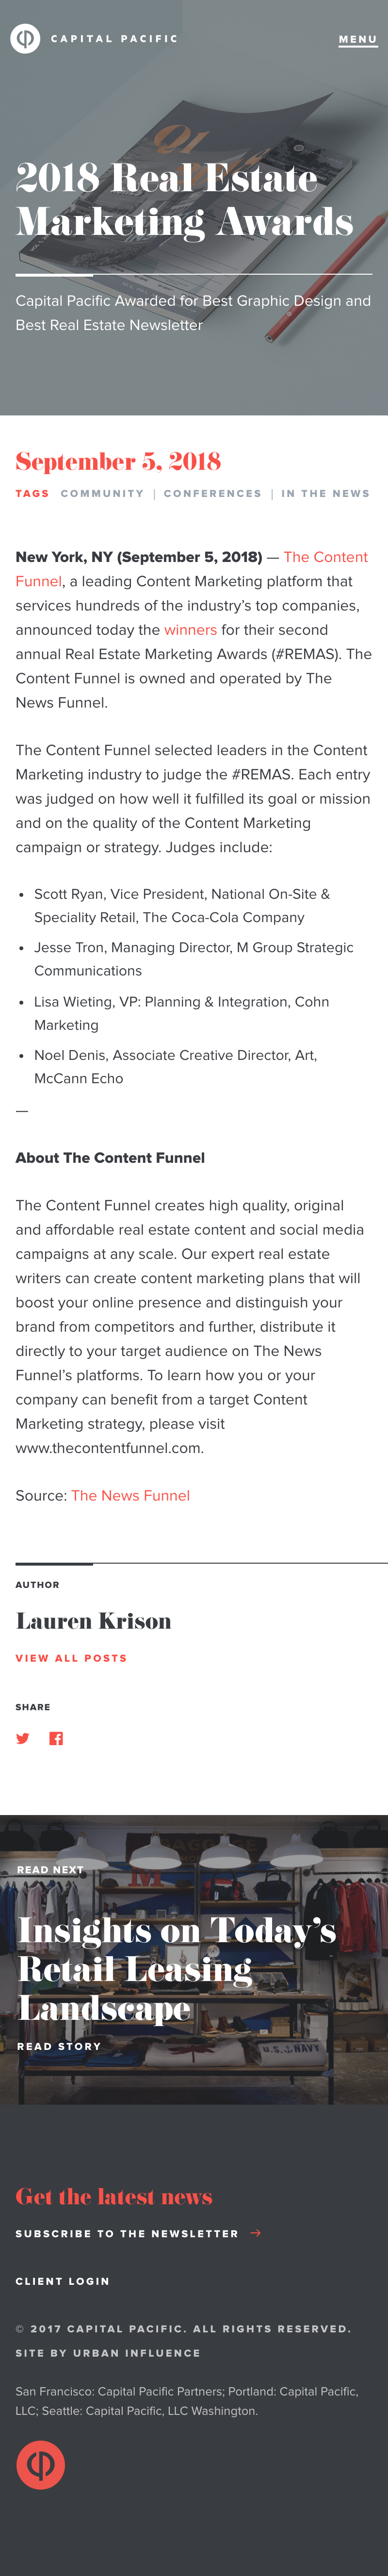 CAPITAL PACIFIC
MENU
Q1
2018 Real Estate
Marketing Awards
Capital Pacific Awarded for Best Graphic Design and
Best Real Estate Newsletter
September 5, 2018
TAGS COMMUNITY | CONFERENCES | IN THE NEWS
New York, NY (September 5, 2018) — The Content
Funnel, a leading Content Marketing platform that
services hundreds of the industry’s top companies,
announced today the winners for their second
annual Real Estate Marketing Awards (#REMAS). The
Content Funnel is owned and operated by The
News Funnel.
The Content Funnel selected leaders in the Content
Marketing industry to judge the #REMAS. Each entry
was judged on how well it fulfilled its goal or mission
and on the quality of the Content Marketing
campaign or strategy. Judges include:
• Scott Ryan, Vice President, National On-Site &
Speciality Retail, The Coca-Cola Company
• Jesse Tron, Managing Director, M Group Strategic
Communications
• Lisa Wieting, VP: Planning & Integration, Cohn
Marketing
• Noel Denis, Associate Creative Director, Art,
McCann Echo
—
About The Content Funnel
The Content Funnel creates high quality, original
and affordable real estate content and social media
campaigns at any scale. Our expert real estate
writers can create content marketing plans that will
boost your online presence and distinguish your
brand from competitors and further, distribute it
directly to your target audience on The News
Funnel’s platforms. To learn how you or your
company can benefit from a target Content
Marketing strategy, please visit
www.thecontentfunnel.com.
Source: The News Funnel
AUTHOR
Lauren Krison
VIEW ALL POSTS
SHARE
READ NEXT
Insights on Today’s
Retail Leasing
Landscape
READ STORY
U.S. NAVY
Get the latest news
SUBSCRIBE TO THE NEWSLETTER →
CLIENT LOGIN
© 2017 CAPITAL PACIFIC. ALL RIGHTS RESERVED.
SITE BY URBAN INFLUENCE
San Francisco: Capital Pacific Partners; Portland: Capital Pacific,
LLC; Seattle: Capital Pacific, LLC Washington.